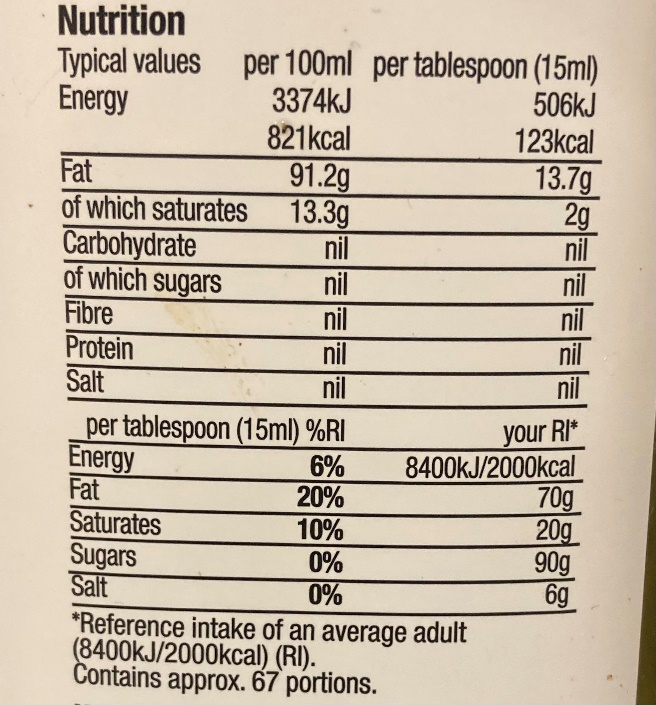 Nutrition
Typical values per 100ml per tablespoon (15ml)
Energy 3374kJ 506kJ
821kcal 123kcal
Fat 91.2g 13.7g
of which saturates 13.3g 2g
Carbohydrate nil nil
of which sugars nil nil
Fibre nil nil
Protein nil nil
Salt nil nil
per tablespoon (15ml) %RI your RI*
Energy 6% 8400kJ/2000kcal
Fat 20% 70g
Saturates 10% 20g
Sugars 0% 90g
Salt 0% 6g
*Reference intake of an average adult
(8400kJ/2000kcal) (RI).
Contains approx. 67 portions.